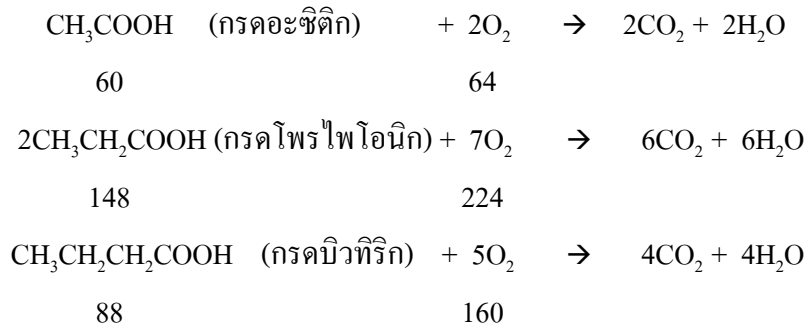 CH₃COOH (กรดอะซิติก) + 2O₂ → 2CO₂ + 2H₂O
60 64
2CH₃CH₂COOH (กรดโพรไพโอนิก) + 7O₂ → 6CO₂ + 6H₂O
148 224
CH₃CH₂CH₂COOH (กรดบิวทิริก) + 5O₂ → 4CO₂ + 4H₂O
88 160